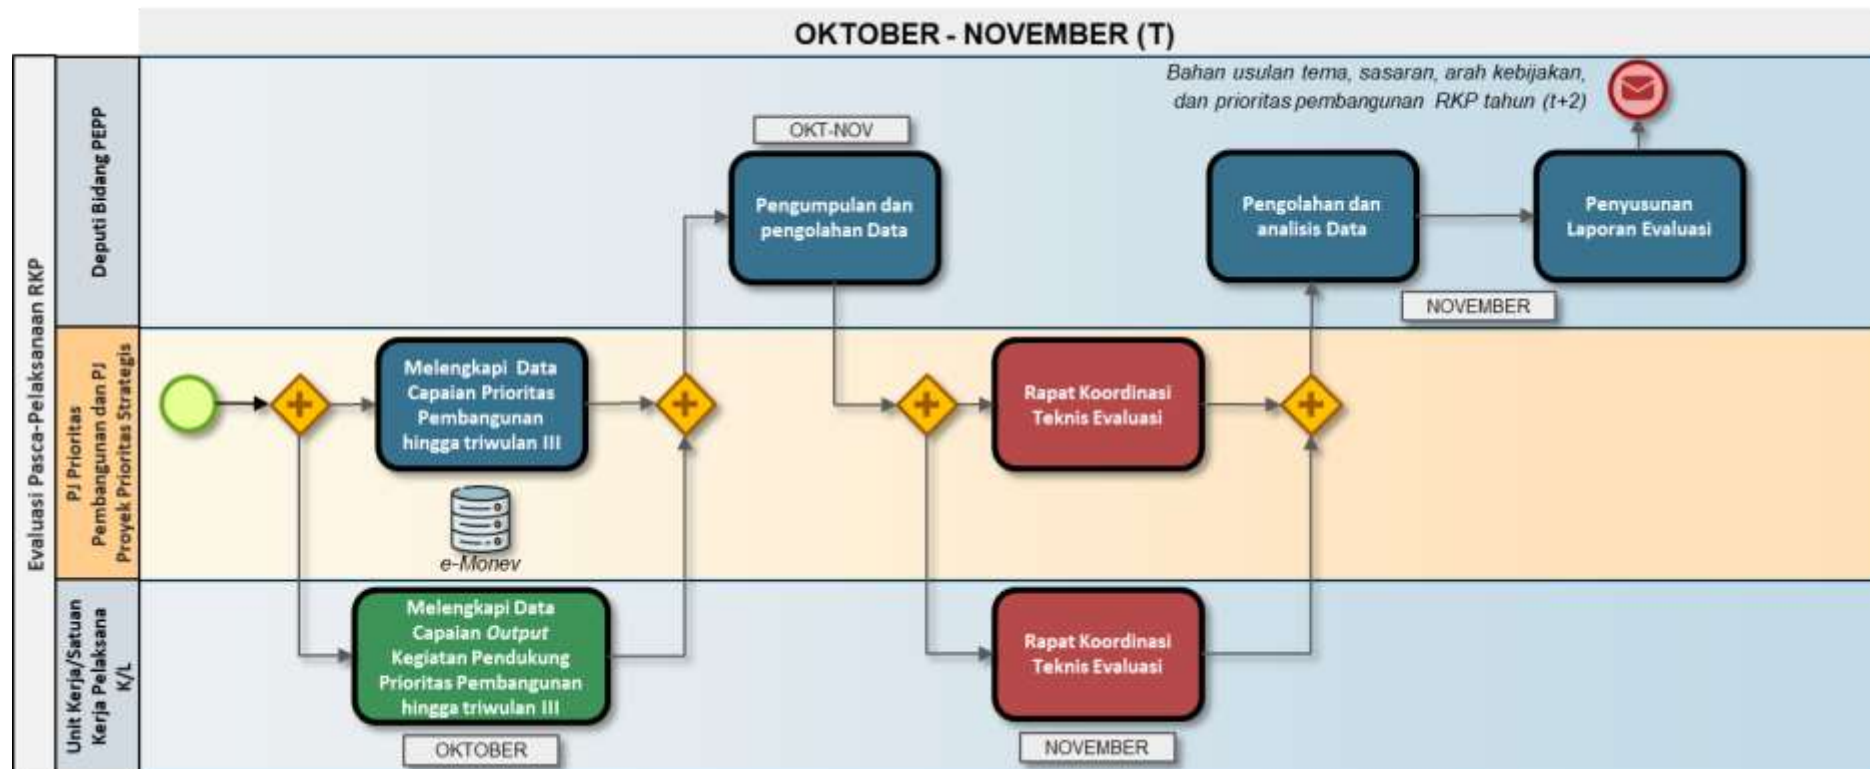 OKTOBER - NOVEMBER (T)
Evaluasi Pasca-Pelaksanaan RKP
Deputi Bidang PEPP
Bahan usulan tema, sasaran, arah kebijakan,
dan prioritas pembangunan RKP tahun (t+2)
OKT-NOV
Pengumpulan dan
pengolahan Data
Pengolahan dan
analisis Data
Penyusunan
Laporan Evaluasi
NOVEMBER
PJ Prioritas
Pembangunan dan PJ
Proyek Prioritas Strategis
Melengkapi Data
Capaian Prioritas
Pembangunan
hingga triwulan III
e-Monev
Rapat Koordinasi
Teknis Evaluasi
Unit Kerja/Satuan
Kerja Pelaksana
K/L
Melengkapi Data
Capaian Output
Kegiatan Pendukung
Prioritas Pembangunan
hingga triwulan III
OKTOBER
Rapat Koordinasi
Teknis Evaluasi
NOVEMBER